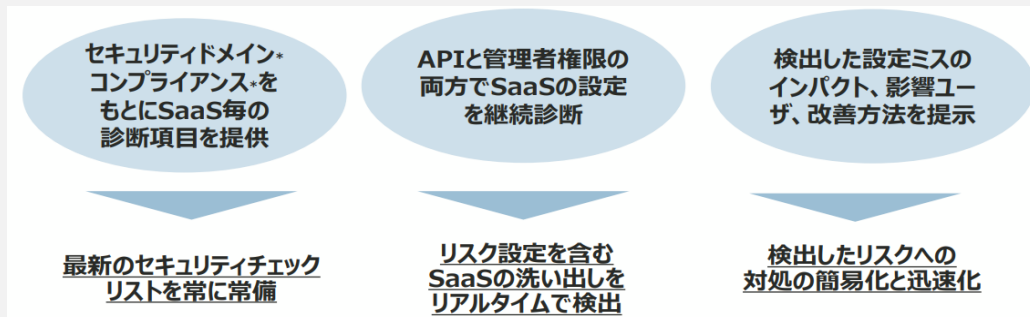 セキュリティドメイン*
コンプライアンス*を
もとにSaaS毎の
診断項目を提供
最新のセキュリティチェック
リストを常に常備
APIと管理者権限の
両方でSaaSの設定
を継続診断
リスク設定を含む
SaaSの洗い出しを
リアルタイムで検出
検出した設定ミスの
インパクト、影響ユー
ザ、改善方法を提示
検出したリスクへの
対処の簡易化と迅速化